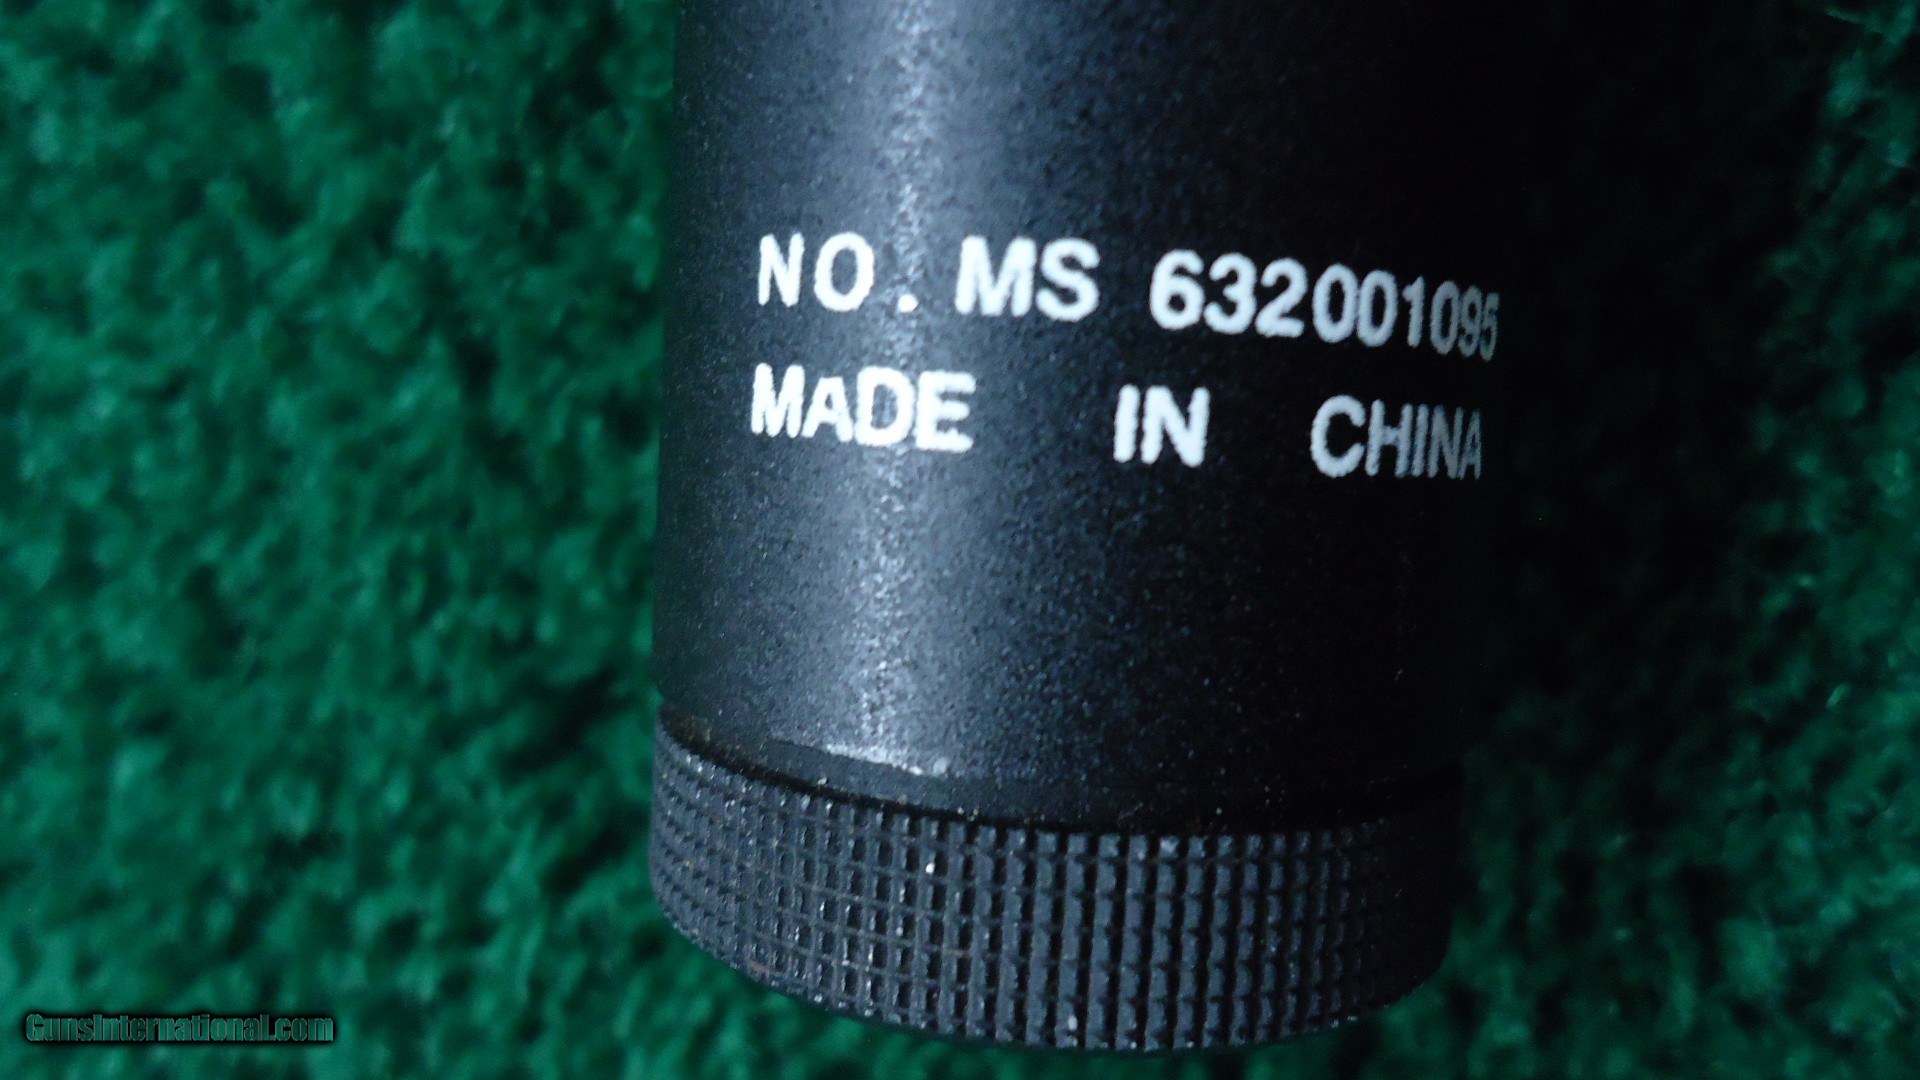 NO. MS 632001095
MADE IN CHINA
GunsInternational.com